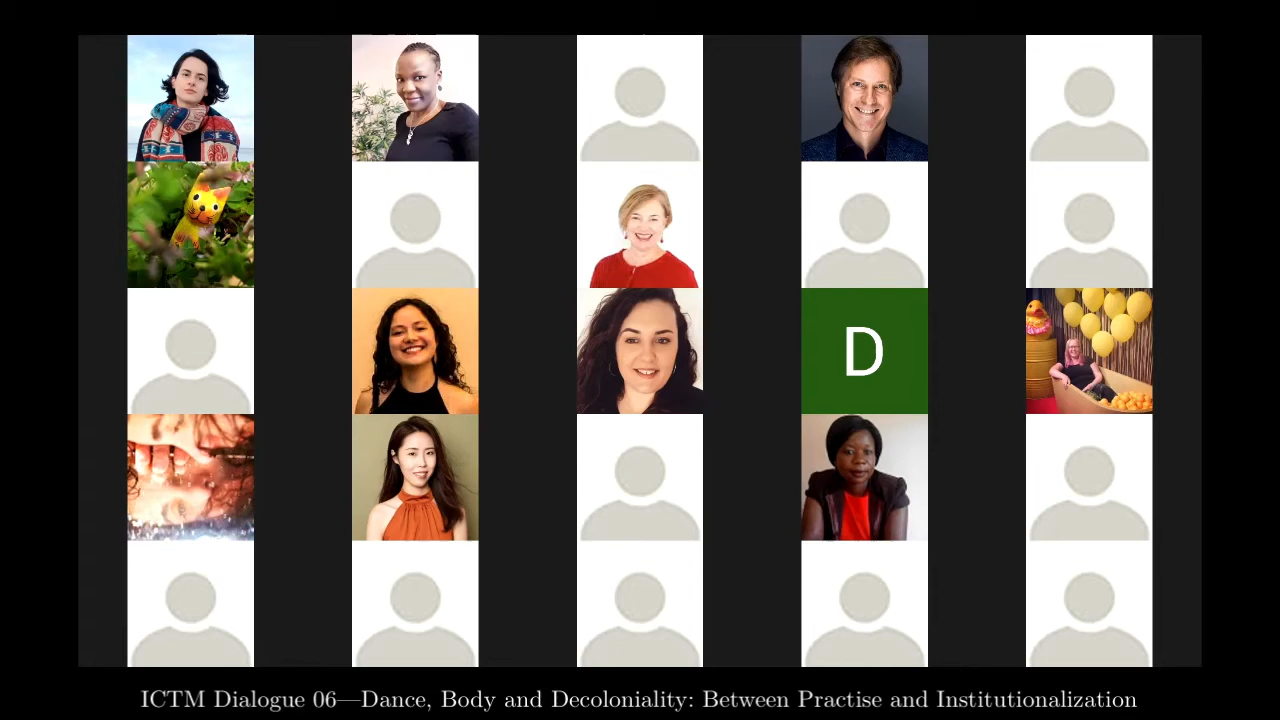 D
ICTM Dialogue 06—Dance, Body and Decoloniality: Between Practise and Institutionalization